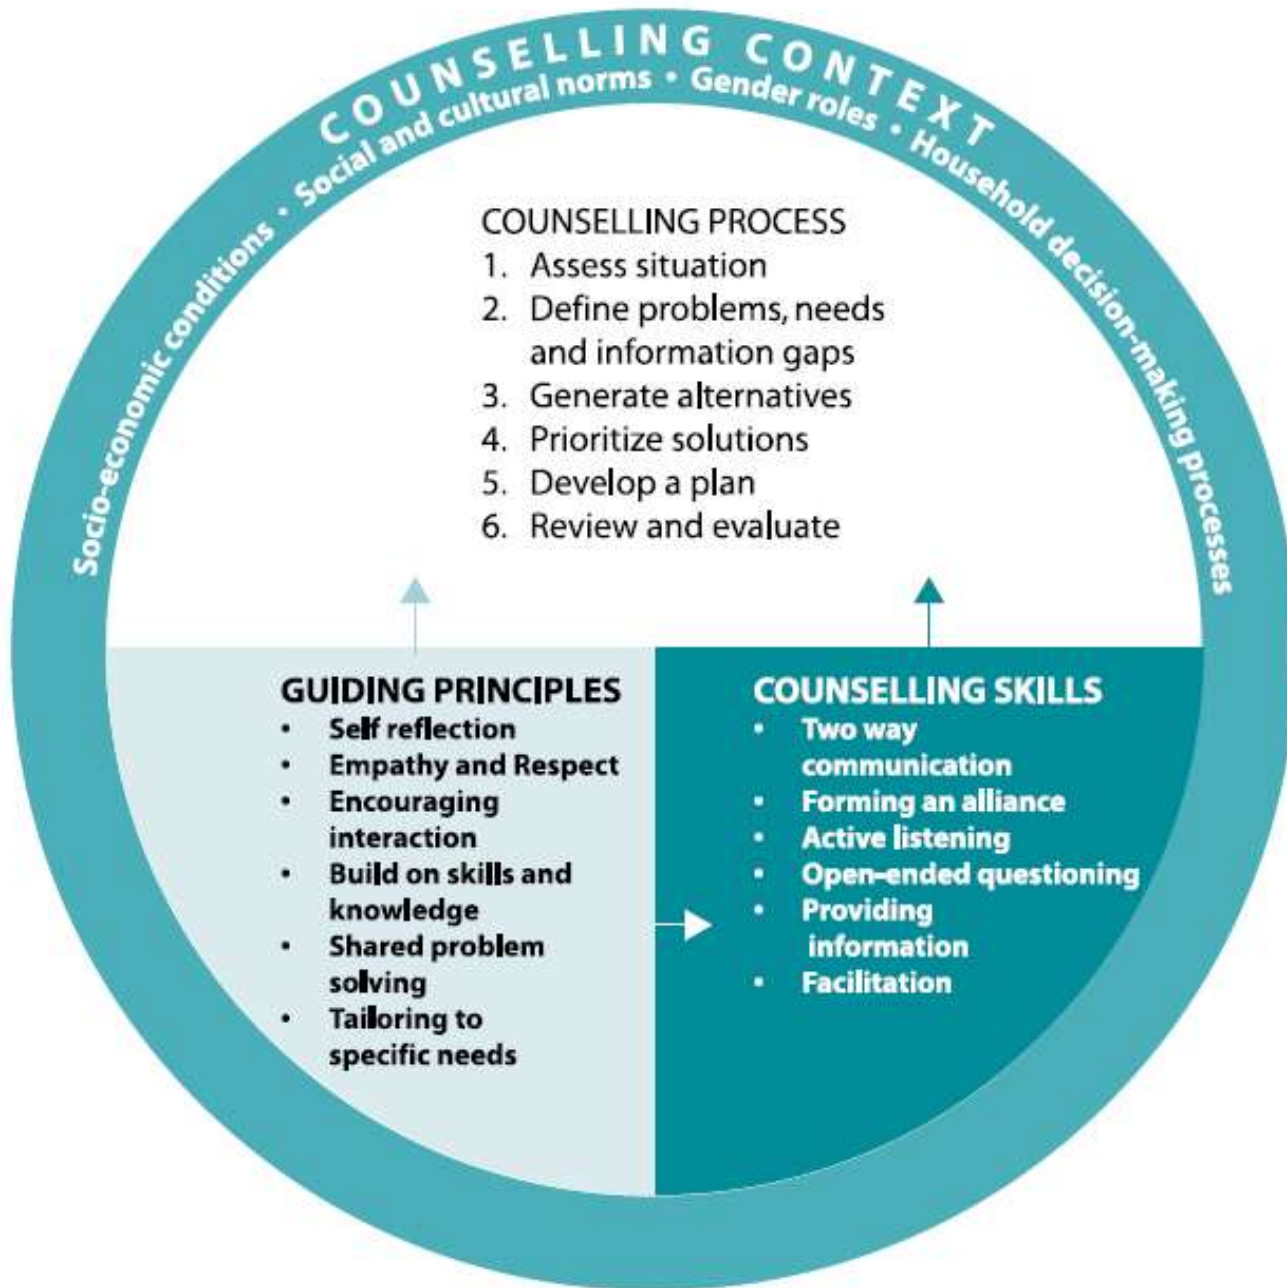 COUNSELLING CONTEXT
Socio-economic conditions • Social and cultural norms • Gender roles • Household decision-making processes
COUNSELLING PROCESS
1. Assess situation
2. Define problems, needs
and information gaps
3. Generate alternatives
4. Prioritize solutions
5. Develop a plan
6. Review and evaluate
GUIDING PRINCIPLES
• Self reflection
• Empathy and Respect
• Encouraging
interaction
• Build on skills and
knowledge
• Shared problem
solving
• Tailoring to
specific needs
COUNSELLING SKILLS
• Two way
communication
• Forming an alliance
• Active listening
• Open-ended questioning
• Providing
information
• Facilitation